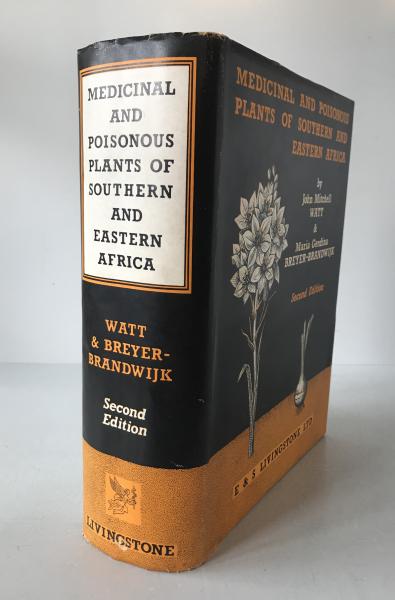 MEDICINAL
AND
POISONOUS
PLANTS OF
SOUTHERN
AND
EASTERN
AFRICA
WATT
& BREYER-
BRANDWIJK
Second
Edition
LIVINGSTONE
MEDICINAL AND POISONOUS
PLANTS OF SOUTHERN AND
EASTERN AFRICA
by
John Mitchell
WATT
&
Maria Gerdina
BREYER-BRANDWIJK
Second Edition
E & S LIVINGSTONE LTD